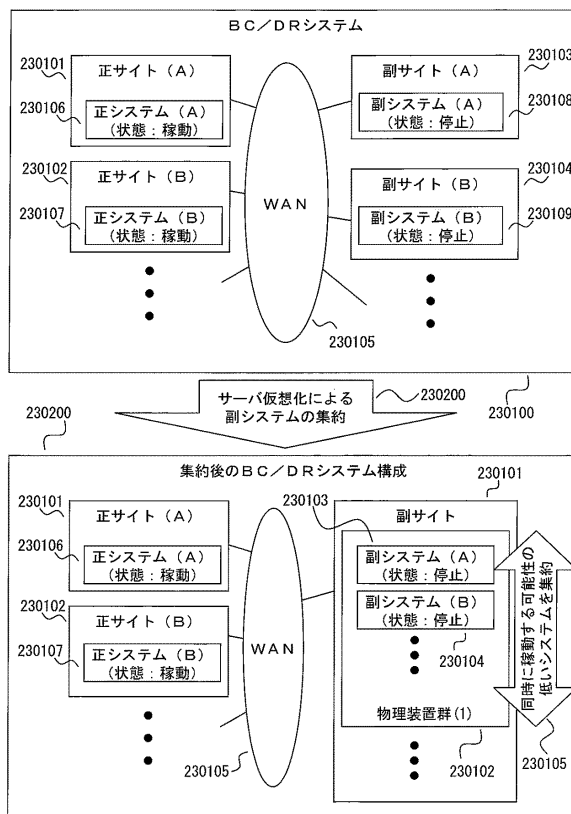 BC/DRシステム
230101
正サイト(A)
230106
正システム(A)
(状態:稼動)
230102
正サイト(B)
230107
正システム(B)
(状態:稼動)
WAN
230105
230103
副サイト(A)
副システム(A)
(状態:停止)
230108
230104
副サイト(B)
副システム(B)
(状態:停止)
230109
230100
サーバ仮想化による
副システムの集約
230200
230200
集約後のBC/DRシステム構成
230101
正サイト(A)
230106
正システム(A)
(状態:稼動)
230102
正サイト(B)
230107
正システム(B)
(状態:稼動)
WAN
230105
230101
副サイト
230103
副システム(A)
(状態:停止)
副システム(B)
(状態:停止)
230104
物理装置群(1)
230102
同時に稼動する可能性の
低いシステムを集約
230105